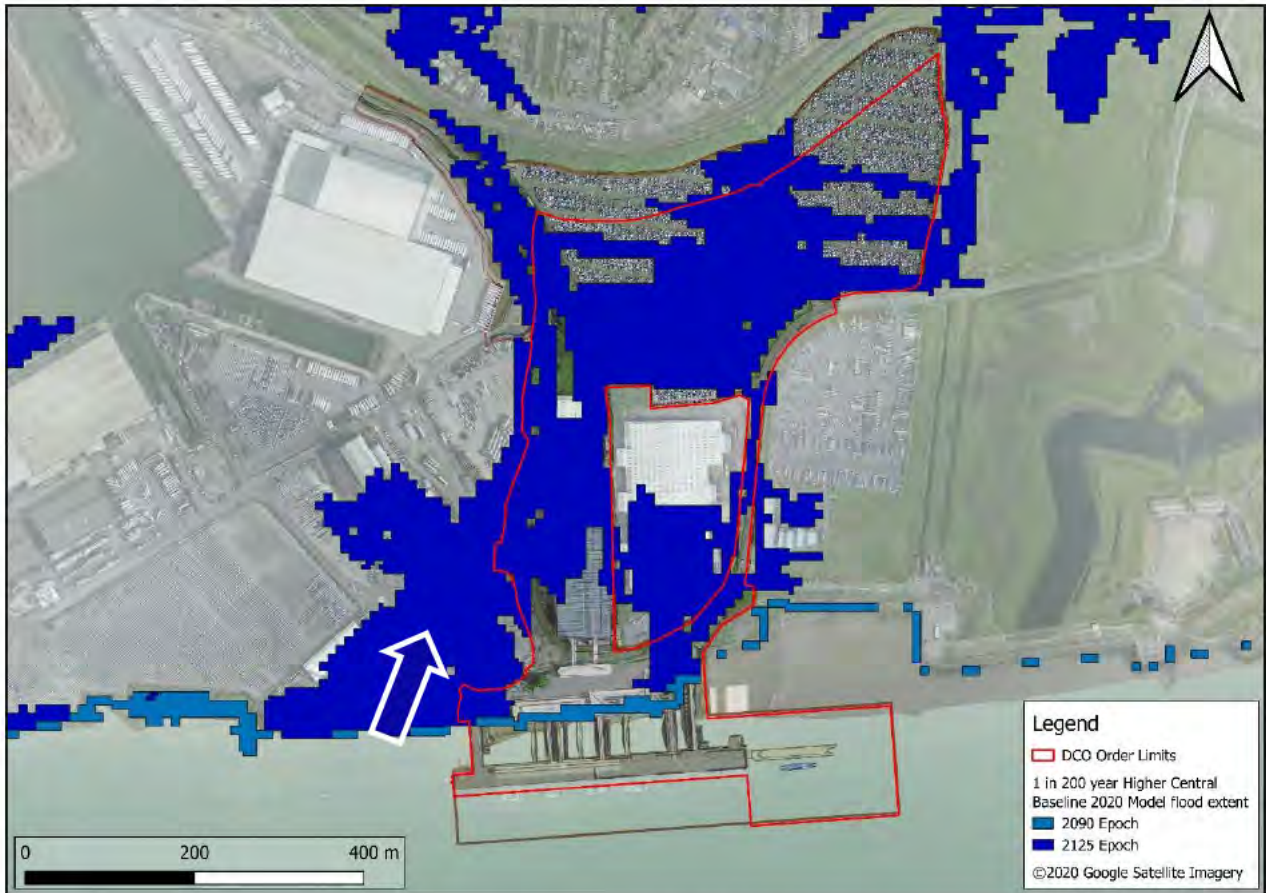 0 200 400 m
Legend
DCO Order Limits
1 in 200 year Higher Central
Baseline 2020 Model flood extent
2090 Epoch
2125 Epoch
©2020 Google Satellite Imagery